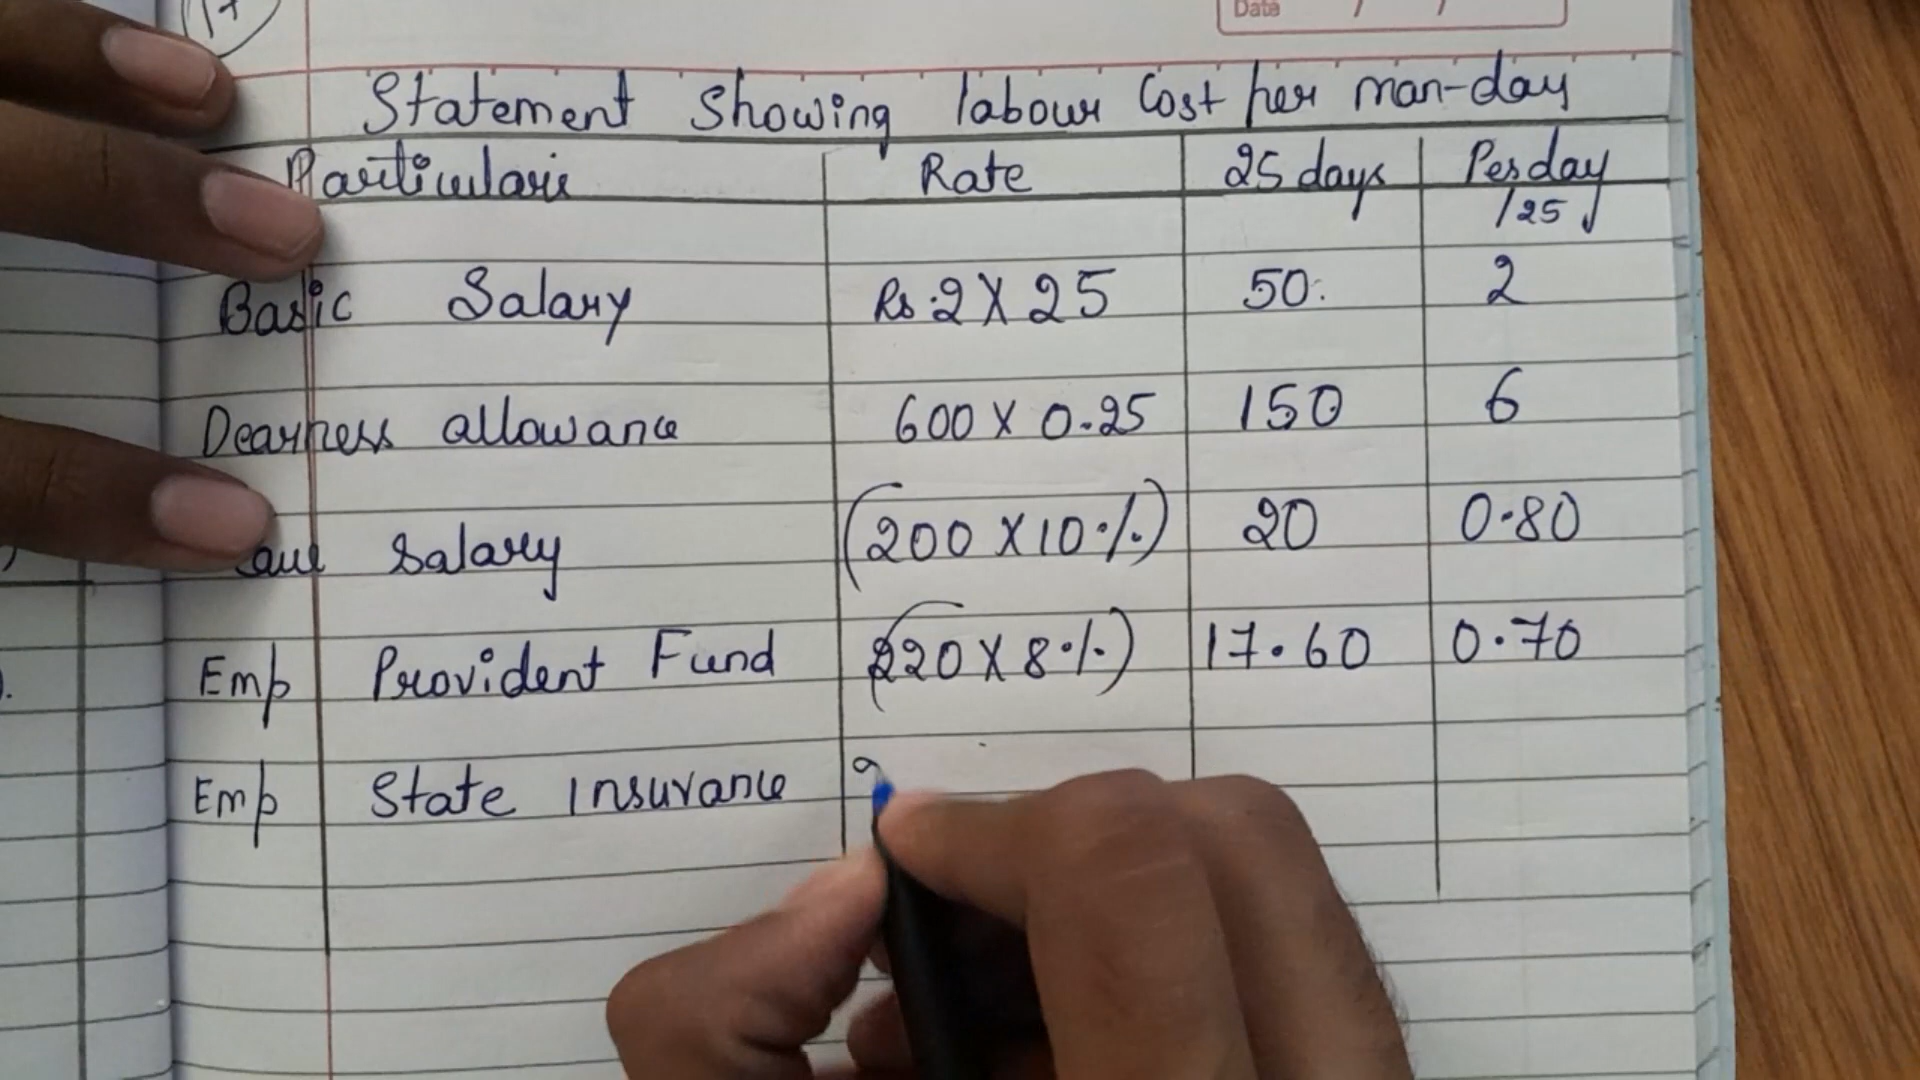 Date / /
Statement Showing labour Cost per man-day
Particulars Rate 25 days Per day
/25
Basic Salary Rs.2 X 25 50. 2
Dearness allowance 600 X 0.25 150 6
Salary (200 X 10%) 20 0.80
Emp Provident Fund (220 X 8%) 17.60 0.70
Emp State Insurance